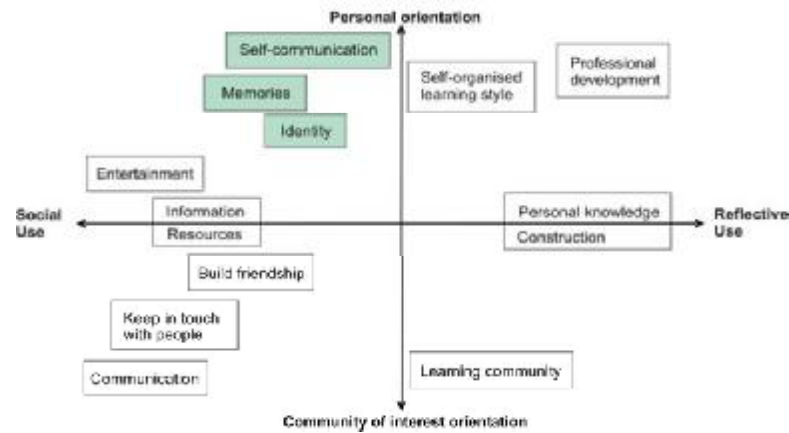 Personal orientation
Self-communication
Professional
development
Self-organised
learning style
Memories
Identity
Entertainment
Social
Use
Information
Resources
Personal knowledge
Construction
Reflective
Use
Build friendship
Keep in touch
with people
Communication
Learning community
Community of interest orientation